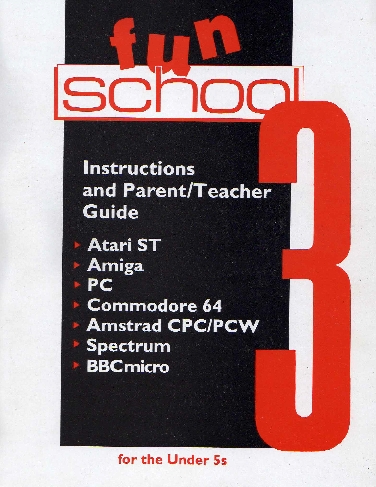 fun
school
3
Instructions
and Parent/Teacher
Guide
Atari ST
Amiga
PC
Commodore 64
Amstrad CPC/PCW
Spectrum
BBCmicro
for the Under 5s